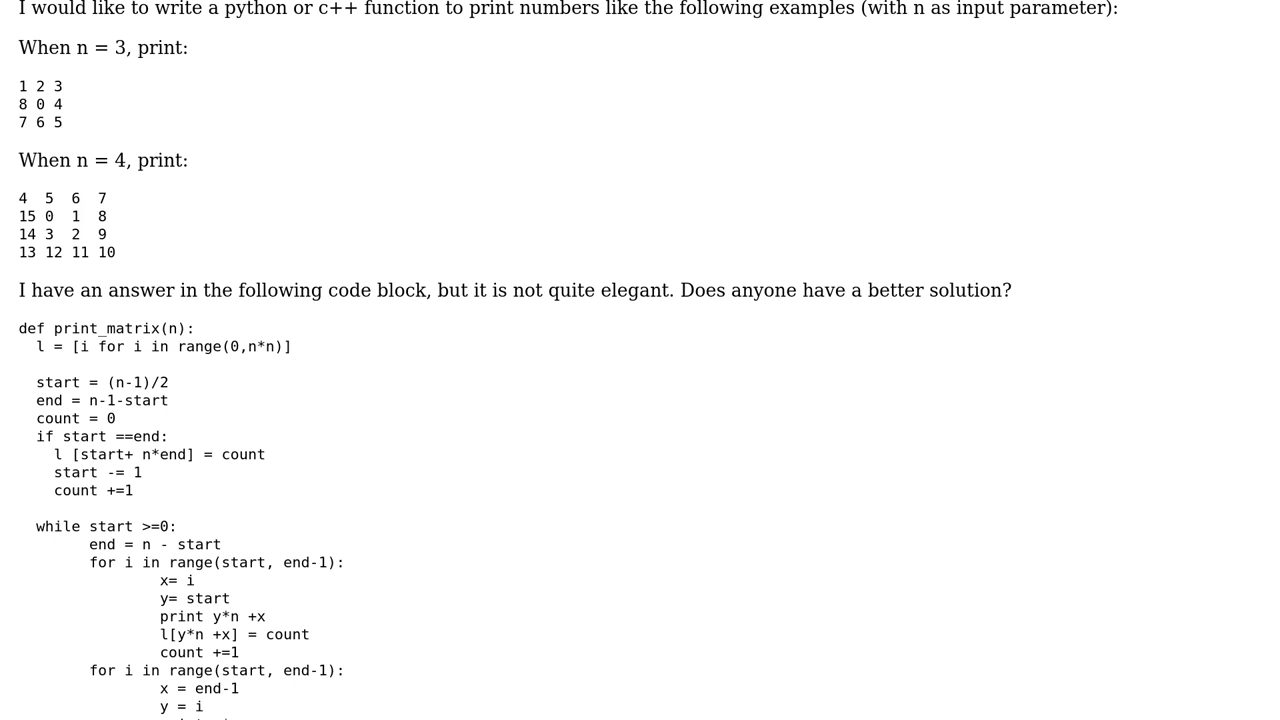 I would like to write a python or c++ function to print numbers like the following examples (with n as input parameter):
When n = 3, print:
1 2 3
8 0 4
7 6 5
When n = 4, print:
4  5  6  7
15 0  1  8
14 3  2  9
13 12 11 10
I have an answer in the following code block, but it is not quite elegant. Does anyone have a better solution?
def print_matrix(n):
  l = [i for i in range(0,n*n)]
  start = (n-1)/2
  end = n-1-start
  count = 0
  if start ==end:
    l [start+ n*end] = count
    start -= 1
    count +=1
  while start >=0:
        end = n - start
        for i in range(start, end-1):
                x= i
                y= start
                print y*n +x
                l[y*n +x] = count
                count +=1
        for i in range(start, end-1):
                x = end-1
                y = i